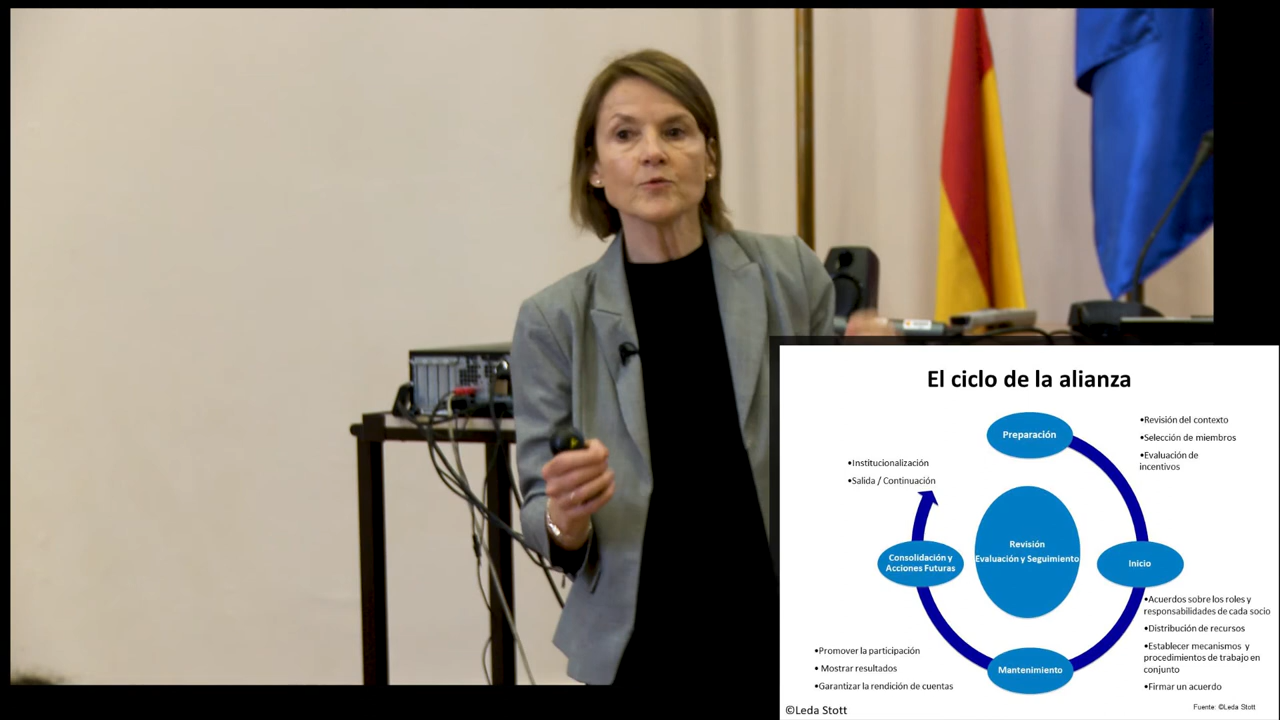 El ciclo de la alianza
Preparación
•Revisión del contexto
•Selección de miembros
•Evaluación de
incentivos
•Institucionalización
•Salida / Continuación
Revisión
Evaluación y Seguimiento
Consolidación y
Acciones Futuras
Inicio
•Acuerdos sobre los roles y
responsabilidades de cada socio
•Distribución de recursos
•Establecer mecanismos y
procedimientos de trabajo en
conjunto
•Firmar un acuerdo
•Promover la participación
• Mostrar resultados
•Garantizar la rendición de cuentas
Mantenimiento
©Leda Stott
Fuente: ©Leda Stott